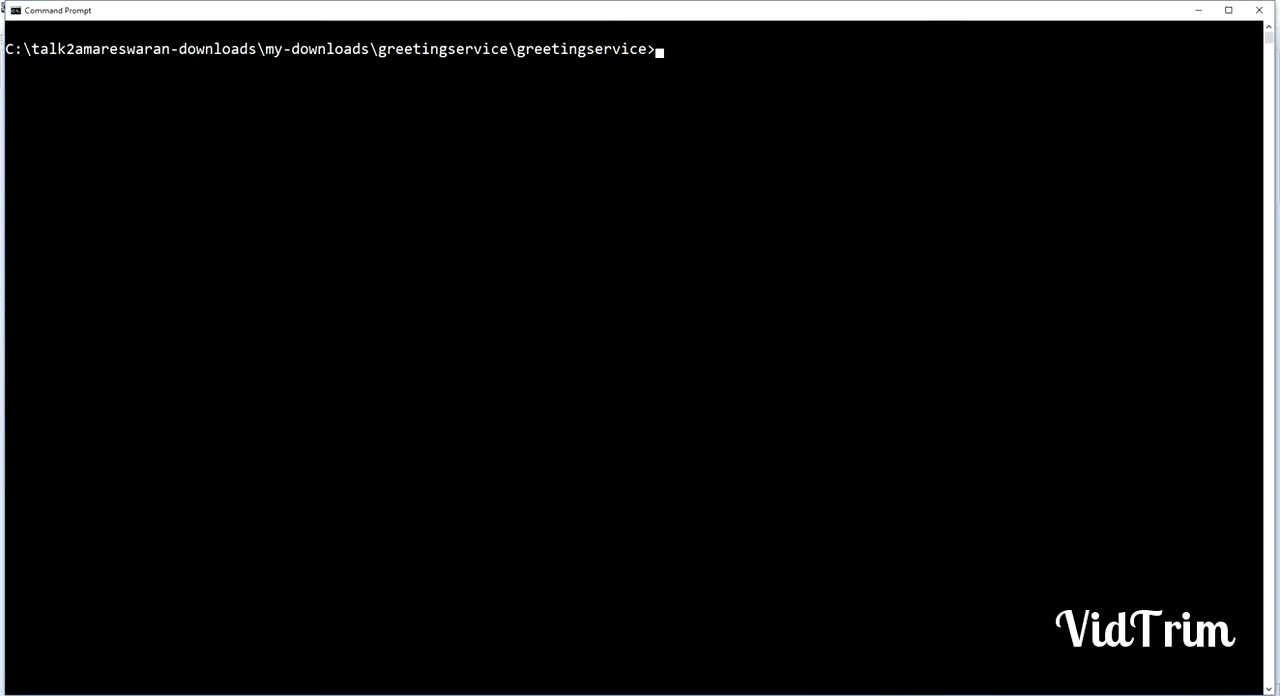 Command Prompt
C:\talk2amareswaran-downloads\my-downloads\greetingservice\greetingservice>
VidTrim